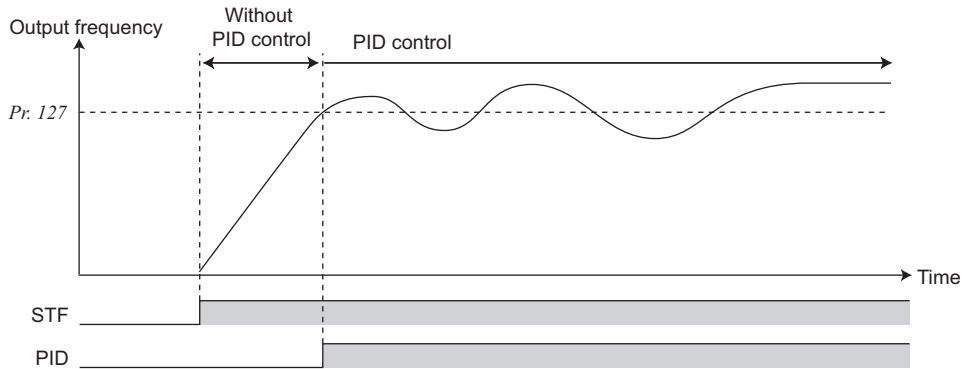 Output frequency
Without
PID control
PID control
Pr. 127
Time
STF
PID